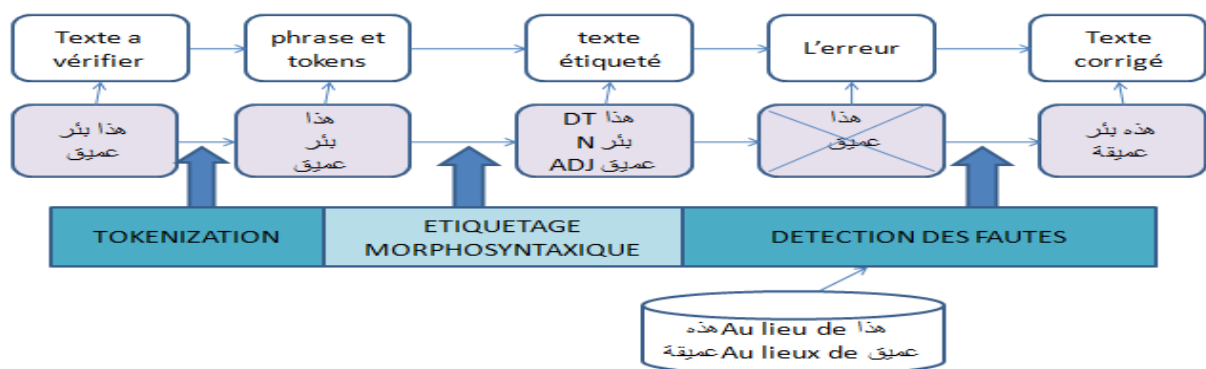 Texte a
vérifier
phrase et
tokens
texte
étiqueté
L'erreur
Texte
corrigé
هذا بئر
عميق
هذا
بئر
عميق
هذا DT
بئر N
عميق ADJ
هذا
عميق
هذه بئر
عميقة
TOKENIZATION
ETIQUETAGE
MORPHOSYNTAXIQUE
DETECTION DES FAUTES
هذه Au lieu de هذا
عميقة Au lieux de عميق